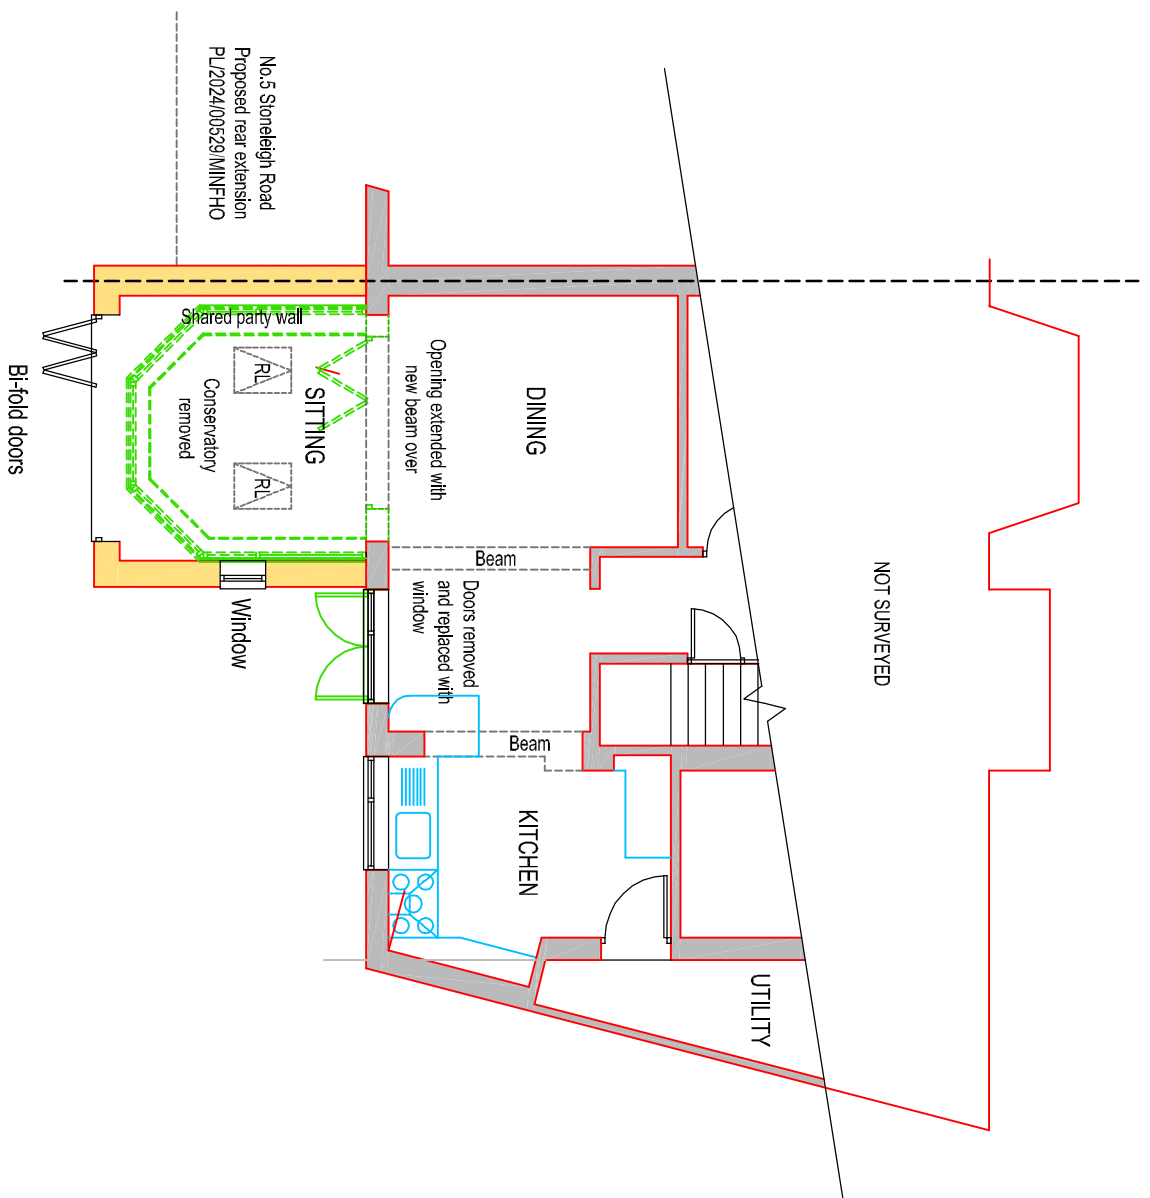 No.5 Stoneleigh Road
Proposed rear extension
PL/2024/00529/MINFHO
Shared party wall
Bi-fold doors
RL
RL
SITTING
Conservatory
removed
Opening extended with
new beam over
DINING
Beam
Window
Doors removed
and replaced with
window
Beam
KITCHEN
UTILITY
NOT SURVEYED